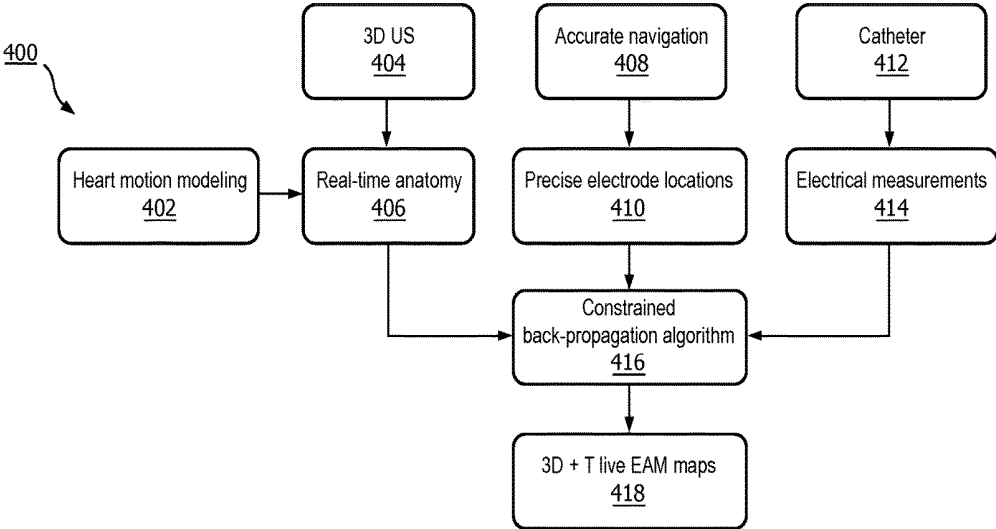 400
3D US
404
Accurate navigation
408
Catheter
412
Heart motion modeling
402
Real-time anatomy
406
Precise electrode locations
410
Electrical measurements
414
Constrained
back-propagation algorithm
416
3D + T live EAM maps
418